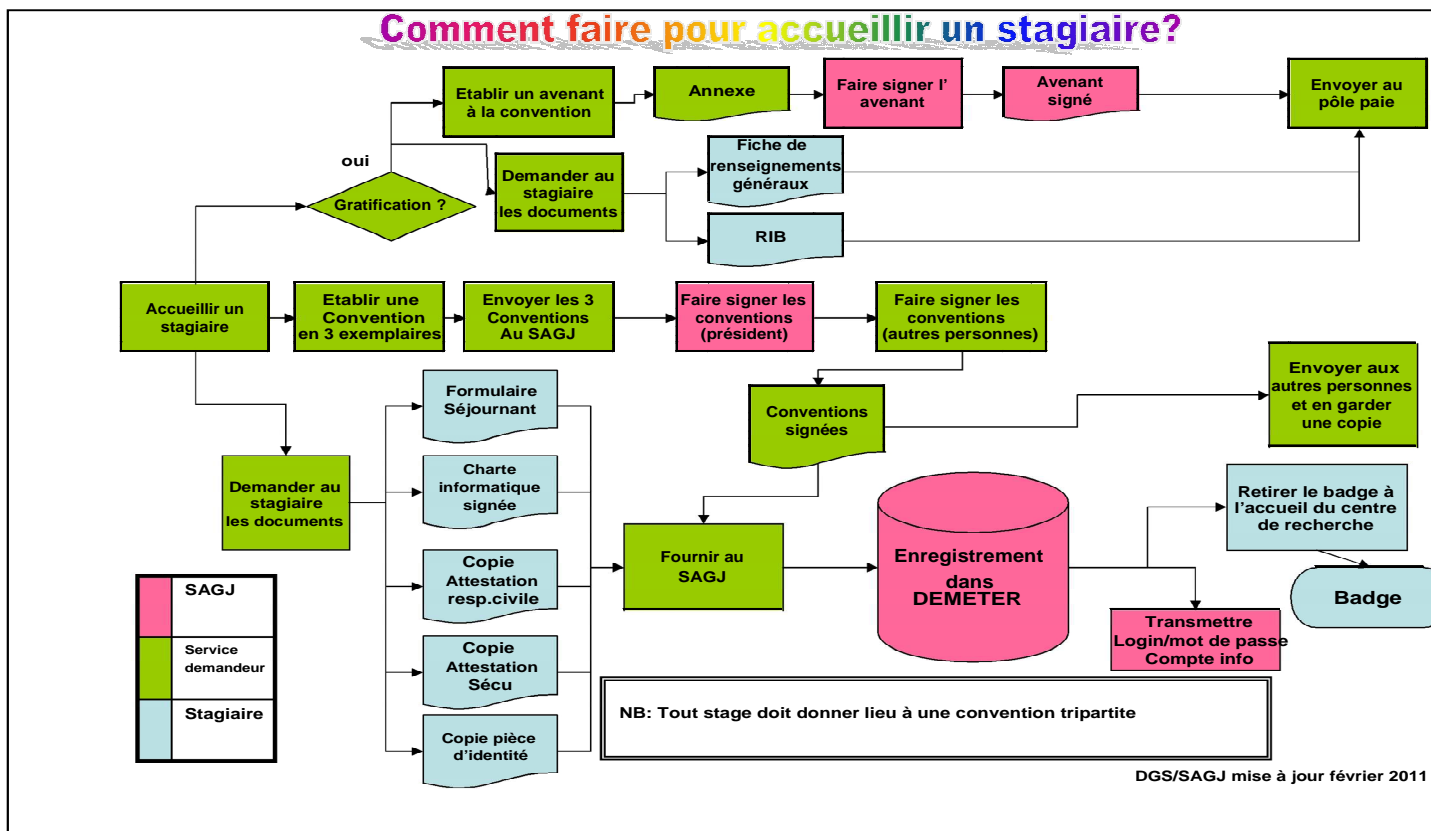 Comment faire pour accueillir un stagiaire?
Etablir un avenant
à la convention
Annexe
Faire signer l’
avenant
Avenant
signé
Envoyer au
pôle paie
oui
Gratification ?
Demander au
stagiaire
les documents
Fiche de
renseignements
généraux
RIB
Accueillir un
stagiaire
Etablir une
Convention
en 3 exemplaires
Envoyer les 3
Conventions
Au SAGJ
Faire signer les
conventions
(président)
Faire signer les
conventions
(autres personnes)
Formulaire
Séjournant
Conventions
signées
Envoyer aux
autres personnes
et en garder
une copie
Demander au
stagiaire
les documents
Charte
informatique
signée
Copie
Attestation
resp.civile
Copie
Attestation
Sécu
Copie pièce
d’identité
Fournir au
SAGJ
Enregistrement
dans
DEMETER
Retirer le badge à
l’accueil du centre
de recherche
Badge
Transmettre
Login/mot de passe
Compte info
SAGJ
Service
demandeur
Stagiaire
NB: Tout stage doit donner lieu à une convention tripartite
DGS/SAGJ mise à jour février 2011